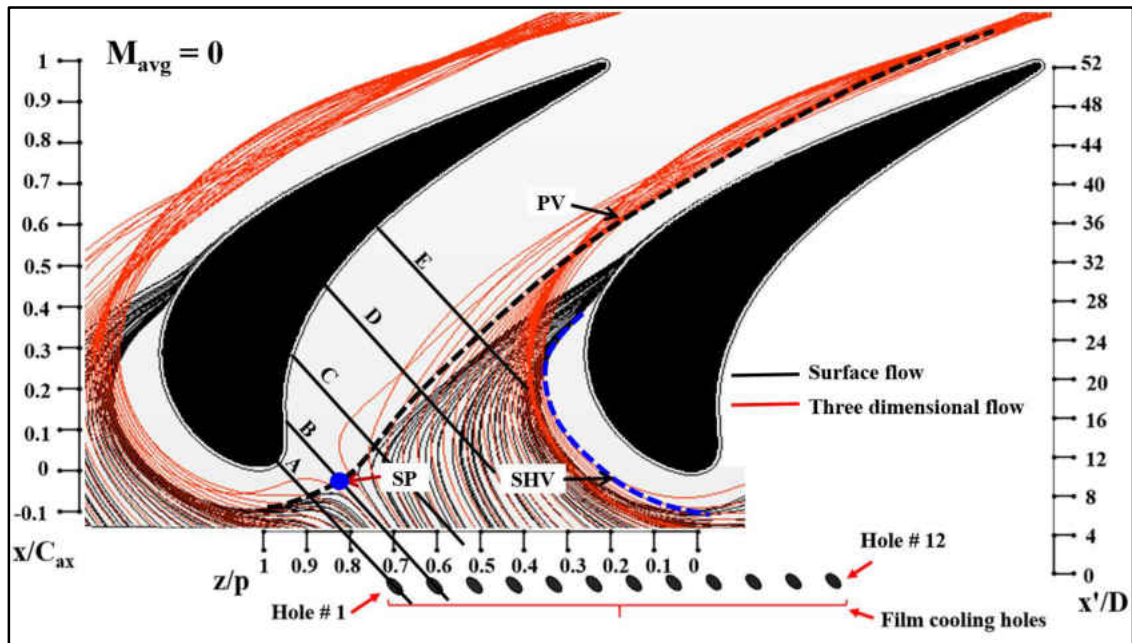 M_avg = 0
1
0.9
0.8
0.7
0.6
0.5
0.4
0.3
0.2
0.1
0
-0.1
x/C_ax
52
48
44
40
36
32
28
24
20
16
12
8
4
0
x'/D
PV
E
D
C
B
A
SP
SHV
Surface flow
Three dimensional flow
1 0.9 0.8 0.7 0.6 0.5 0.4 0.3 0.2 0.1 0
z/p
Hole # 1
Hole # 12
Film cooling holes